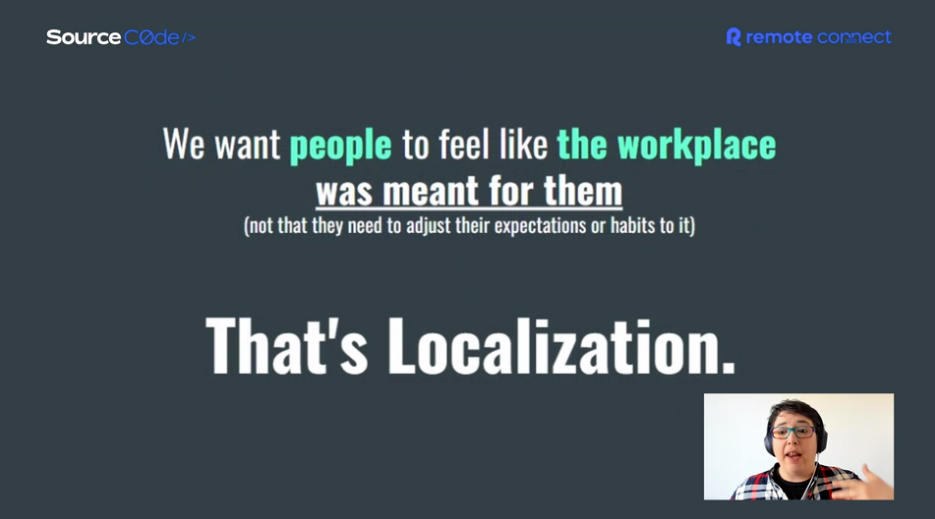 SourceC0de/>
remote connect
We want people to feel like the workplace
was meant for them
(not that they need to adjust their expectations or habits to it)
That's Localization.